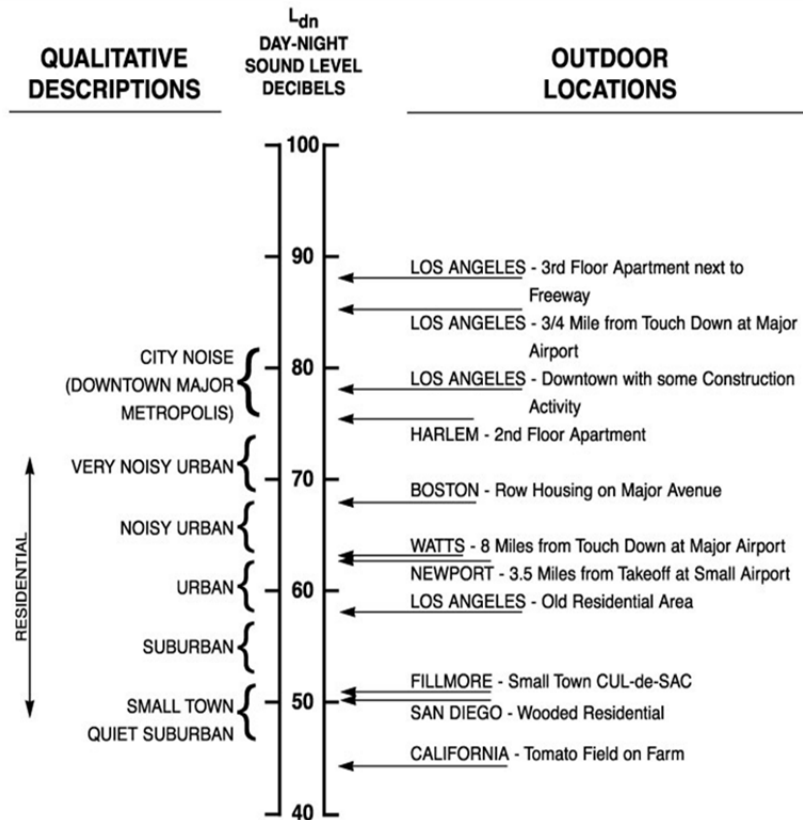 QUALITATIVE
DESCRIPTIONS
Ldn
DAY-NIGHT
SOUND LEVEL
DECIBELS
OUTDOOR
LOCATIONS
100
90
80
70
60
50
40
CITY NOISE
(DOWNTOWN MAJOR
METROPOLIS)
VERY NOISY URBAN
NOISY URBAN
URBAN
SUBURBAN
SMALL TOWN
QUIET SUBURBAN
RESIDENTIAL
LOS ANGELES - 3rd Floor Apartment next to
Freeway
LOS ANGELES - 3/4 Mile from Touch Down at Major
Airport
LOS ANGELES - Downtown with some Construction
Activity
HARLEM - 2nd Floor Apartment
BOSTON - Row Housing on Major Avenue
WATTS - 8 Miles from Touch Down at Major Airport
NEWPORT - 3.5 Miles from Takeoff at Small Airport
LOS ANGELES - Old Residential Area
FILLMORE - Small Town CUL-de-SAC
SAN DIEGO - Wooded Residential
CALIFORNIA - Tomato Field on Farm